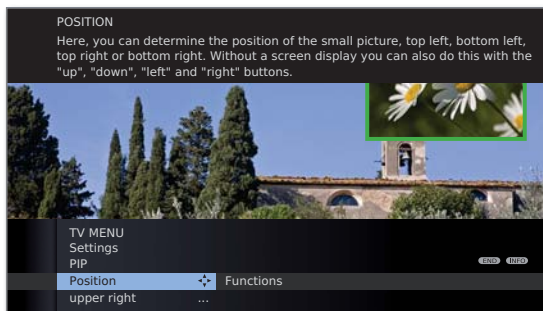 POSITION
Here, you can determine the position of the small picture, top left, bottom left,
top right or bottom right. Without a screen display you can also do this with the
"up", "down", "left" and "right" buttons.
TV MENU
Settings
PIP
END INFO
Position Functions
upper right ...